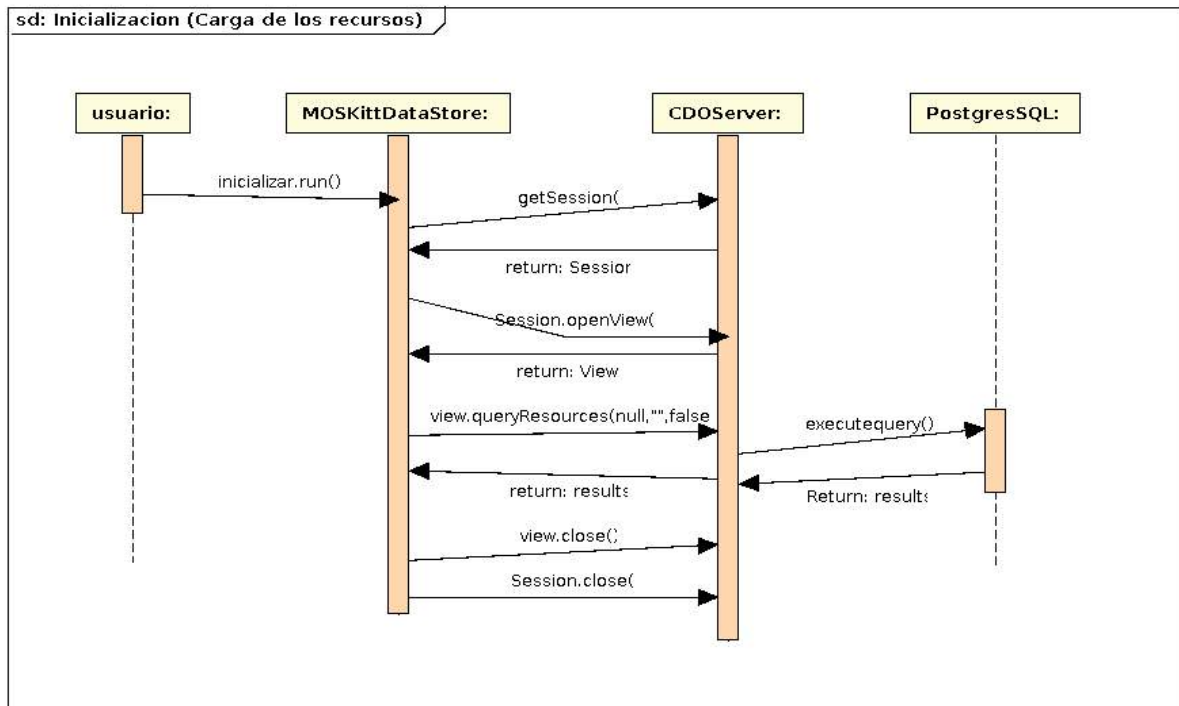 sd: Inicializacion (Carga de los recursos)
usuario:
MOSKittDataStore:
CDOServer:
PostgresSQL:
inicializar.run()
getSession(
return: Session
Session.openView(
return: View
view.queryResources(null,"",false
executequery()
return: results
Return: results
view.close()
Session.close(